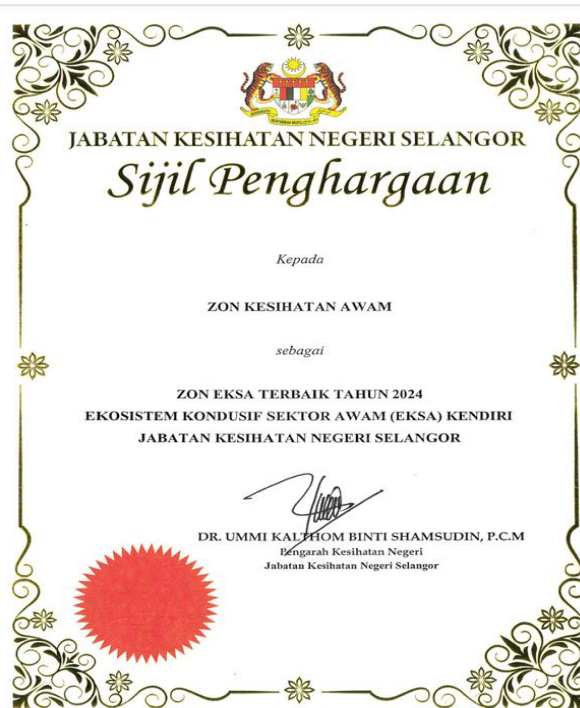 JABATAN KESIHATAN NEGERI SELANGOR
Sijil Penghargaan
Kepada
ZON KESIHATAN AWAM
sebagai
ZON EKSA TERBAIK TAHUN 2024
EKOSISTEM KONDUSIF SEKTOR AWAM (EKSA) KENDIRI
JABATAN KESIHATAN NEGERI SELANGOR
DR. UMMI KALTHOM BINTI SHAMSUDIN, P.C.M
Pengarah Kesihatan Negeri
Jabatan Kesihatan Negeri Selangor